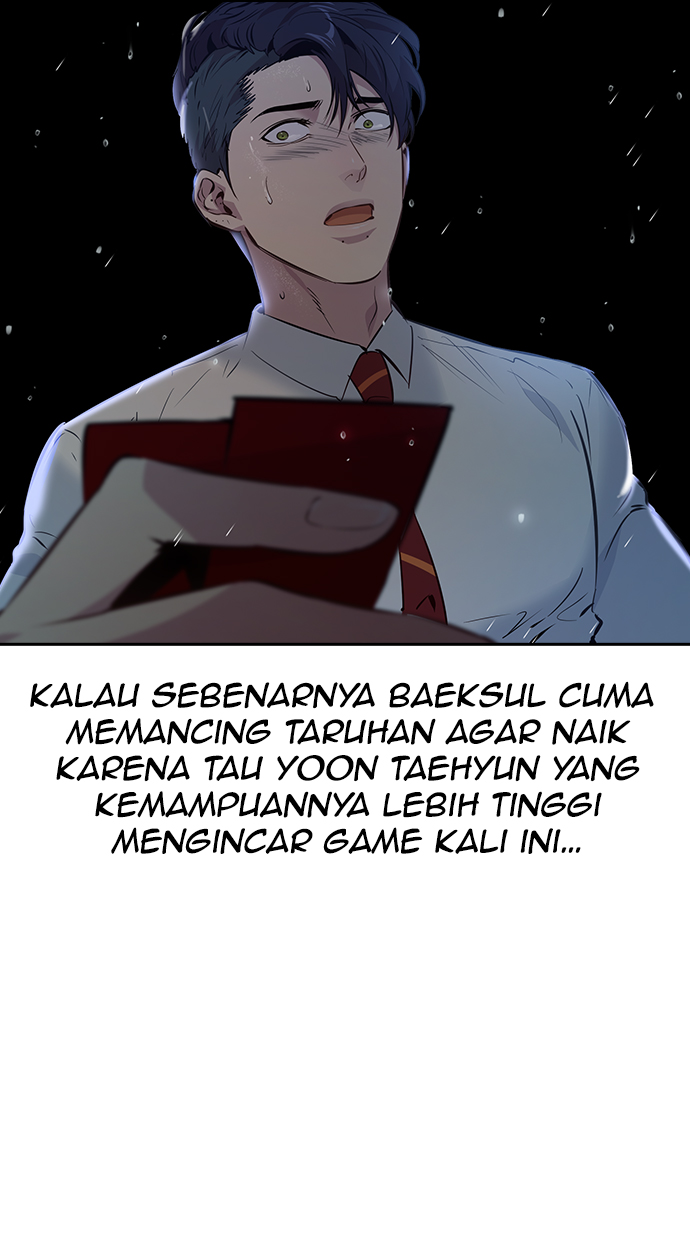 KALAU SEBENARNYA BAEKSUL CUMA
MEMANCING TARUHAN AGAR NAIK
KARENA TAU YOON TAEHYUN YANG
KEMAMPUANNYA LEBIH TINGGI
MENGINCAR GAME KALI INI...